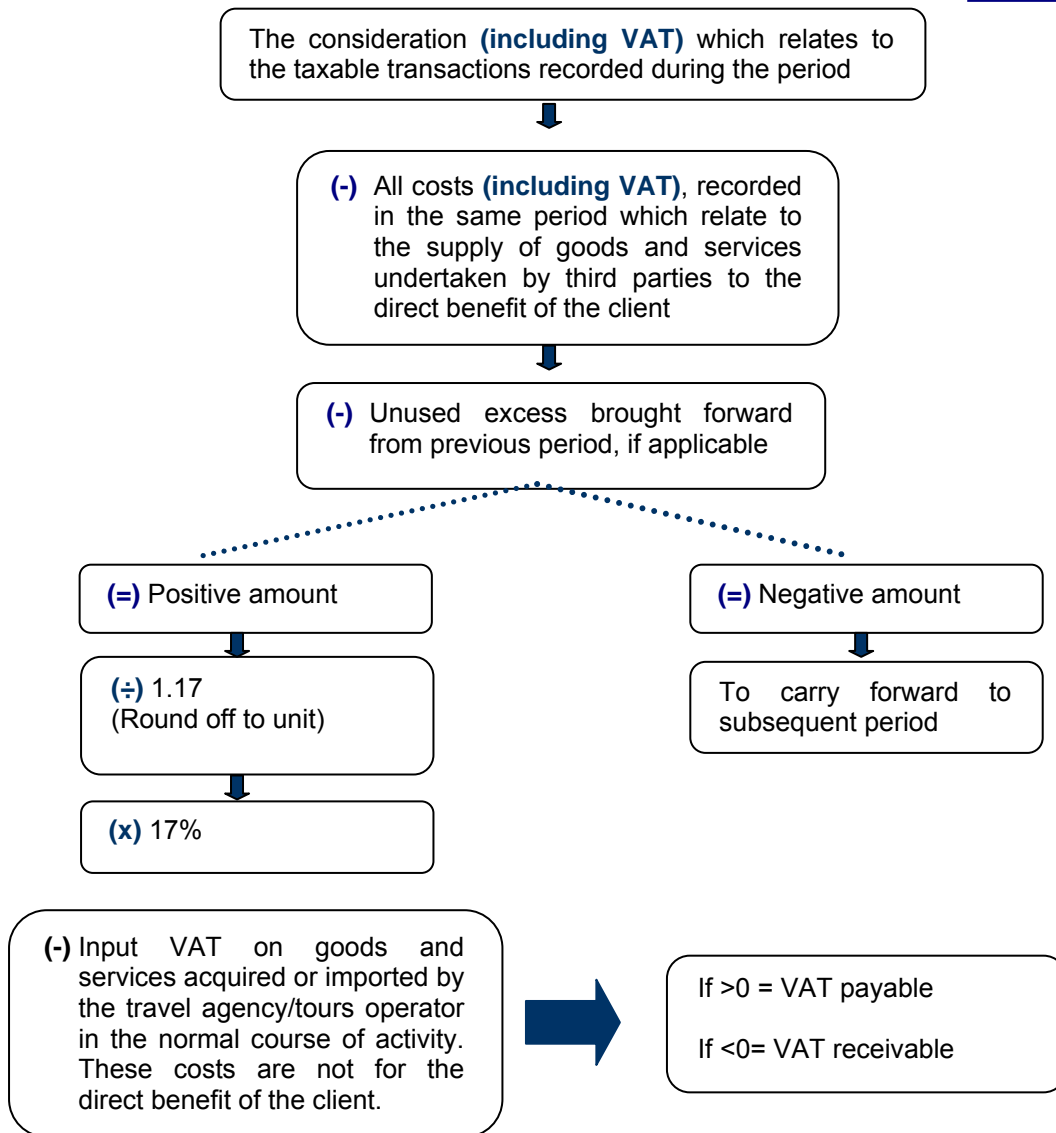 The consideration (including VAT) which relates to
the taxable transactions recorded during the period
(-) All costs (including VAT), recorded
in the same period which relate to
the supply of goods and services
undertaken by third parties to the
direct benefit of the client
(-) Unused excess brought forward
from previous period, if applicable
(=) Positive amount
(=) Negative amount
(÷) 1.17
(Round off to unit)
To carry forward to
subsequent period
(x) 17%
(-) Input VAT on goods and
services acquired or imported by
the travel agency/tours operator
in the normal course of activity.
These costs are not for the
direct benefit of the client.
If >0 = VAT payable
If <0= VAT receivable